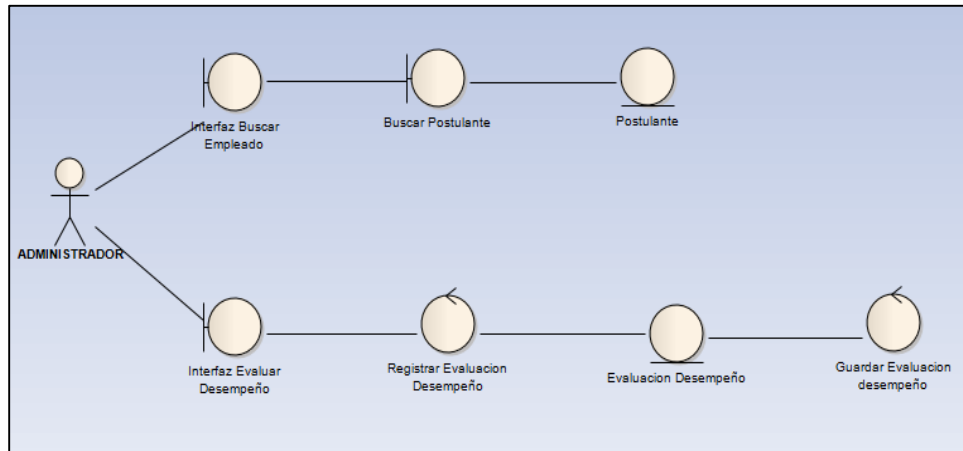 Interfaz Buscar
Empleado
Buscar Postulante
Postulante
ADMINISTRADOR
Interfaz Evaluar
Desempeño
Registrar Evaluacion
Desempeño
Evaluacion Desempeño
Guardar Evaluacion
desempeño